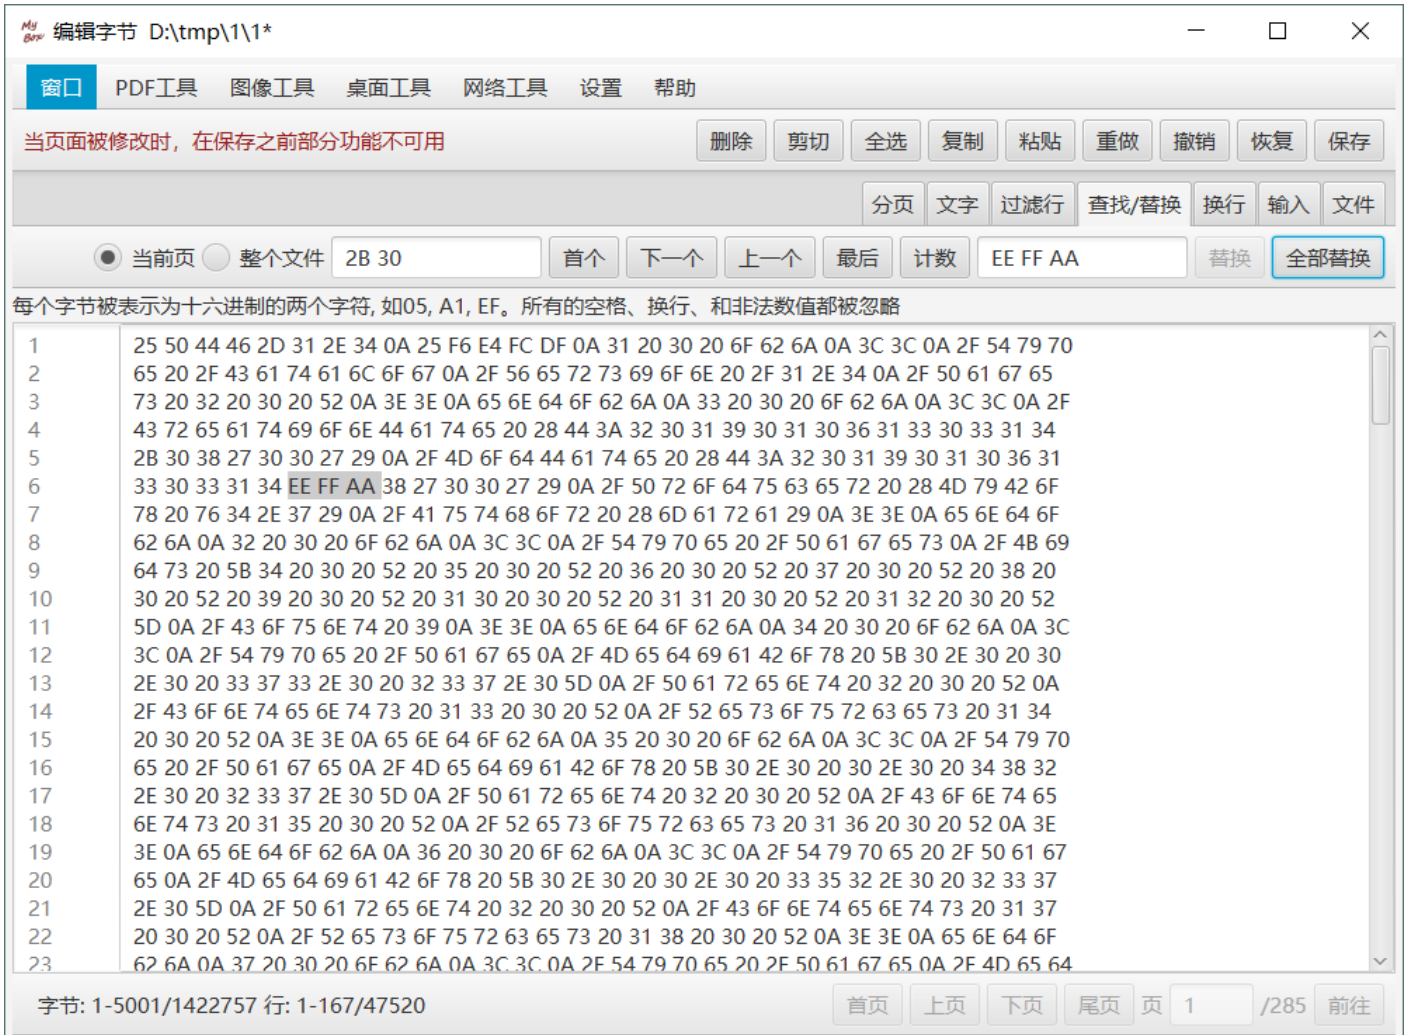 My Box 编辑字节 D:\tmp\1\1*
窗口 PDF工具 图像工具 桌面工具 网络工具 设置 帮助
当页面被修改时，在保存之前部分功能不可用 删除 剪切 全选 复制 粘贴 重做 撤销 恢复 保存
分页 文字 过滤行 查找/替换 换行 输入 文件
当前页 整个文件 2B 30 首个 下一个 上一个 最后 计数 EE FF AA 替换 全部替换
每个字节被表示为十六进制的两个字符, 如05, A1, EF。所有的空格、换行、和非法数值都被忽略
1 25 50 44 46 2D 31 2E 34 0A 25 F6 E4 FC DF 0A 31 20 30 20 6F 62 6A 0A 3C 3C 0A 2F 54 79 70
2 65 20 2F 43 61 74 61 6C 6F 67 0A 2F 56 65 72 73 69 6F 6E 20 2F 31 2E 34 0A 2F 50 61 67 65
3 73 20 32 20 30 20 52 0A 3E 3E 0A 65 6E 64 6F 62 6A 0A 33 20 30 20 6F 62 6A 0A 3C 3C 0A 2F
4 43 72 65 61 74 69 6F 6E 44 61 74 65 20 28 44 3A 32 30 31 39 30 31 30 36 31 33 30 33 31 34
5 2B 30 38 27 30 30 27 29 0A 2F 4D 6F 64 44 61 74 65 20 28 44 3A 32 30 31 39 30 31 30 36 31
6 33 30 33 31 34 EE FF AA 38 27 30 30 27 29 0A 2F 50 72 6F 64 75 63 65 72 20 28 4D 79 42 6F
7 78 20 76 34 2E 37 29 0A 2F 41 75 74 68 6F 72 20 28 6D 61 72 61 29 0A 3E 3E 0A 65 6E 64 6F
8 62 6A 0A 32 20 30 20 6F 62 6A 0A 3C 3C 0A 2F 54 79 70 65 20 2F 50 61 67 65 73 0A 2F 4B 69
9 64 73 20 5B 34 20 30 20 52 20 35 20 30 20 52 20 36 20 30 20 52 20 37 20 30 20 52 20 38 20
10 30 20 52 20 39 20 30 20 52 20 31 30 20 30 20 52 20 31 31 20 30 20 52 20 31 32 20 30 20 52
11 5D 0A 2F 43 6F 75 6E 74 20 39 0A 3E 3E 0A 65 6E 64 6F 62 6A 0A 34 20 30 20 6F 62 6A 0A 3C
12 3C 0A 2F 54 79 70 65 20 2F 50 61 67 65 0A 2F 4D 65 64 69 61 42 6F 78 20 5B 30 2E 30 20 30
13 2E 30 20 33 37 33 2E 30 20 32 33 37 2E 30 5D 0A 2F 50 61 72 65 6E 74 20 32 20 30 20 52 0A
14 2F 43 6F 6E 74 65 6E 74 73 20 31 33 20 30 20 52 0A 2F 52 65 73 6F 75 72 63 65 73 20 31 34
15 20 30 20 52 0A 3E 3E 0A 65 6E 64 6F 62 6A 0A 35 20 30 20 6F 62 6A 0A 3C 3C 0A 2F 54 79 70
16 65 20 2F 50 61 67 65 0A 2F 4D 65 64 69 61 42 6F 78 20 5B 30 2E 30 20 30 2E 30 20 34 38 32
17 2E 30 20 32 33 37 2E 30 5D 0A 2F 50 61 72 65 6E 74 20 32 20 30 20 52 0A 2F 43 6F 6E 74 65
18 6E 74 73 20 31 35 20 30 20 52 0A 2F 52 65 73 6F 75 72 63 65 73 20 31 36 20 30 20 52 0A 3E
19 3E 0A 65 6E 64 6F 62 6A 0A 36 20 30 20 6F 62 6A 0A 3C 3C 0A 2F 54 79 70 65 20 2F 50 61 67
20 65 0A 2F 4D 65 64 69 61 42 6F 78 20 5B 30 2E 30 20 30 2E 30 20 33 35 32 2E 30 20 32 33 37
21 2E 30 5D 0A 2F 50 61 72 65 6E 74 20 32 20 30 20 52 0A 2F 43 6F 6E 74 65 6E 74 73 20 31 37
22 20 30 20 52 0A 2F 52 65 73 6F 75 72 63 65 73 20 31 38 20 30 20 52 0A 3E 3E 0A 65 6E 64 6F
23 62 6A 0A 37 20 30 20 6F 62 6A 0A 3C 3C 0A 2F 54 79 70 65 20 2F 50 61 67 65 0A 2F 4D 65 64
字节: 1-5001/1422757 行: 1-167/47520 首页 上页 下页 尾页 页 1 /285 前往